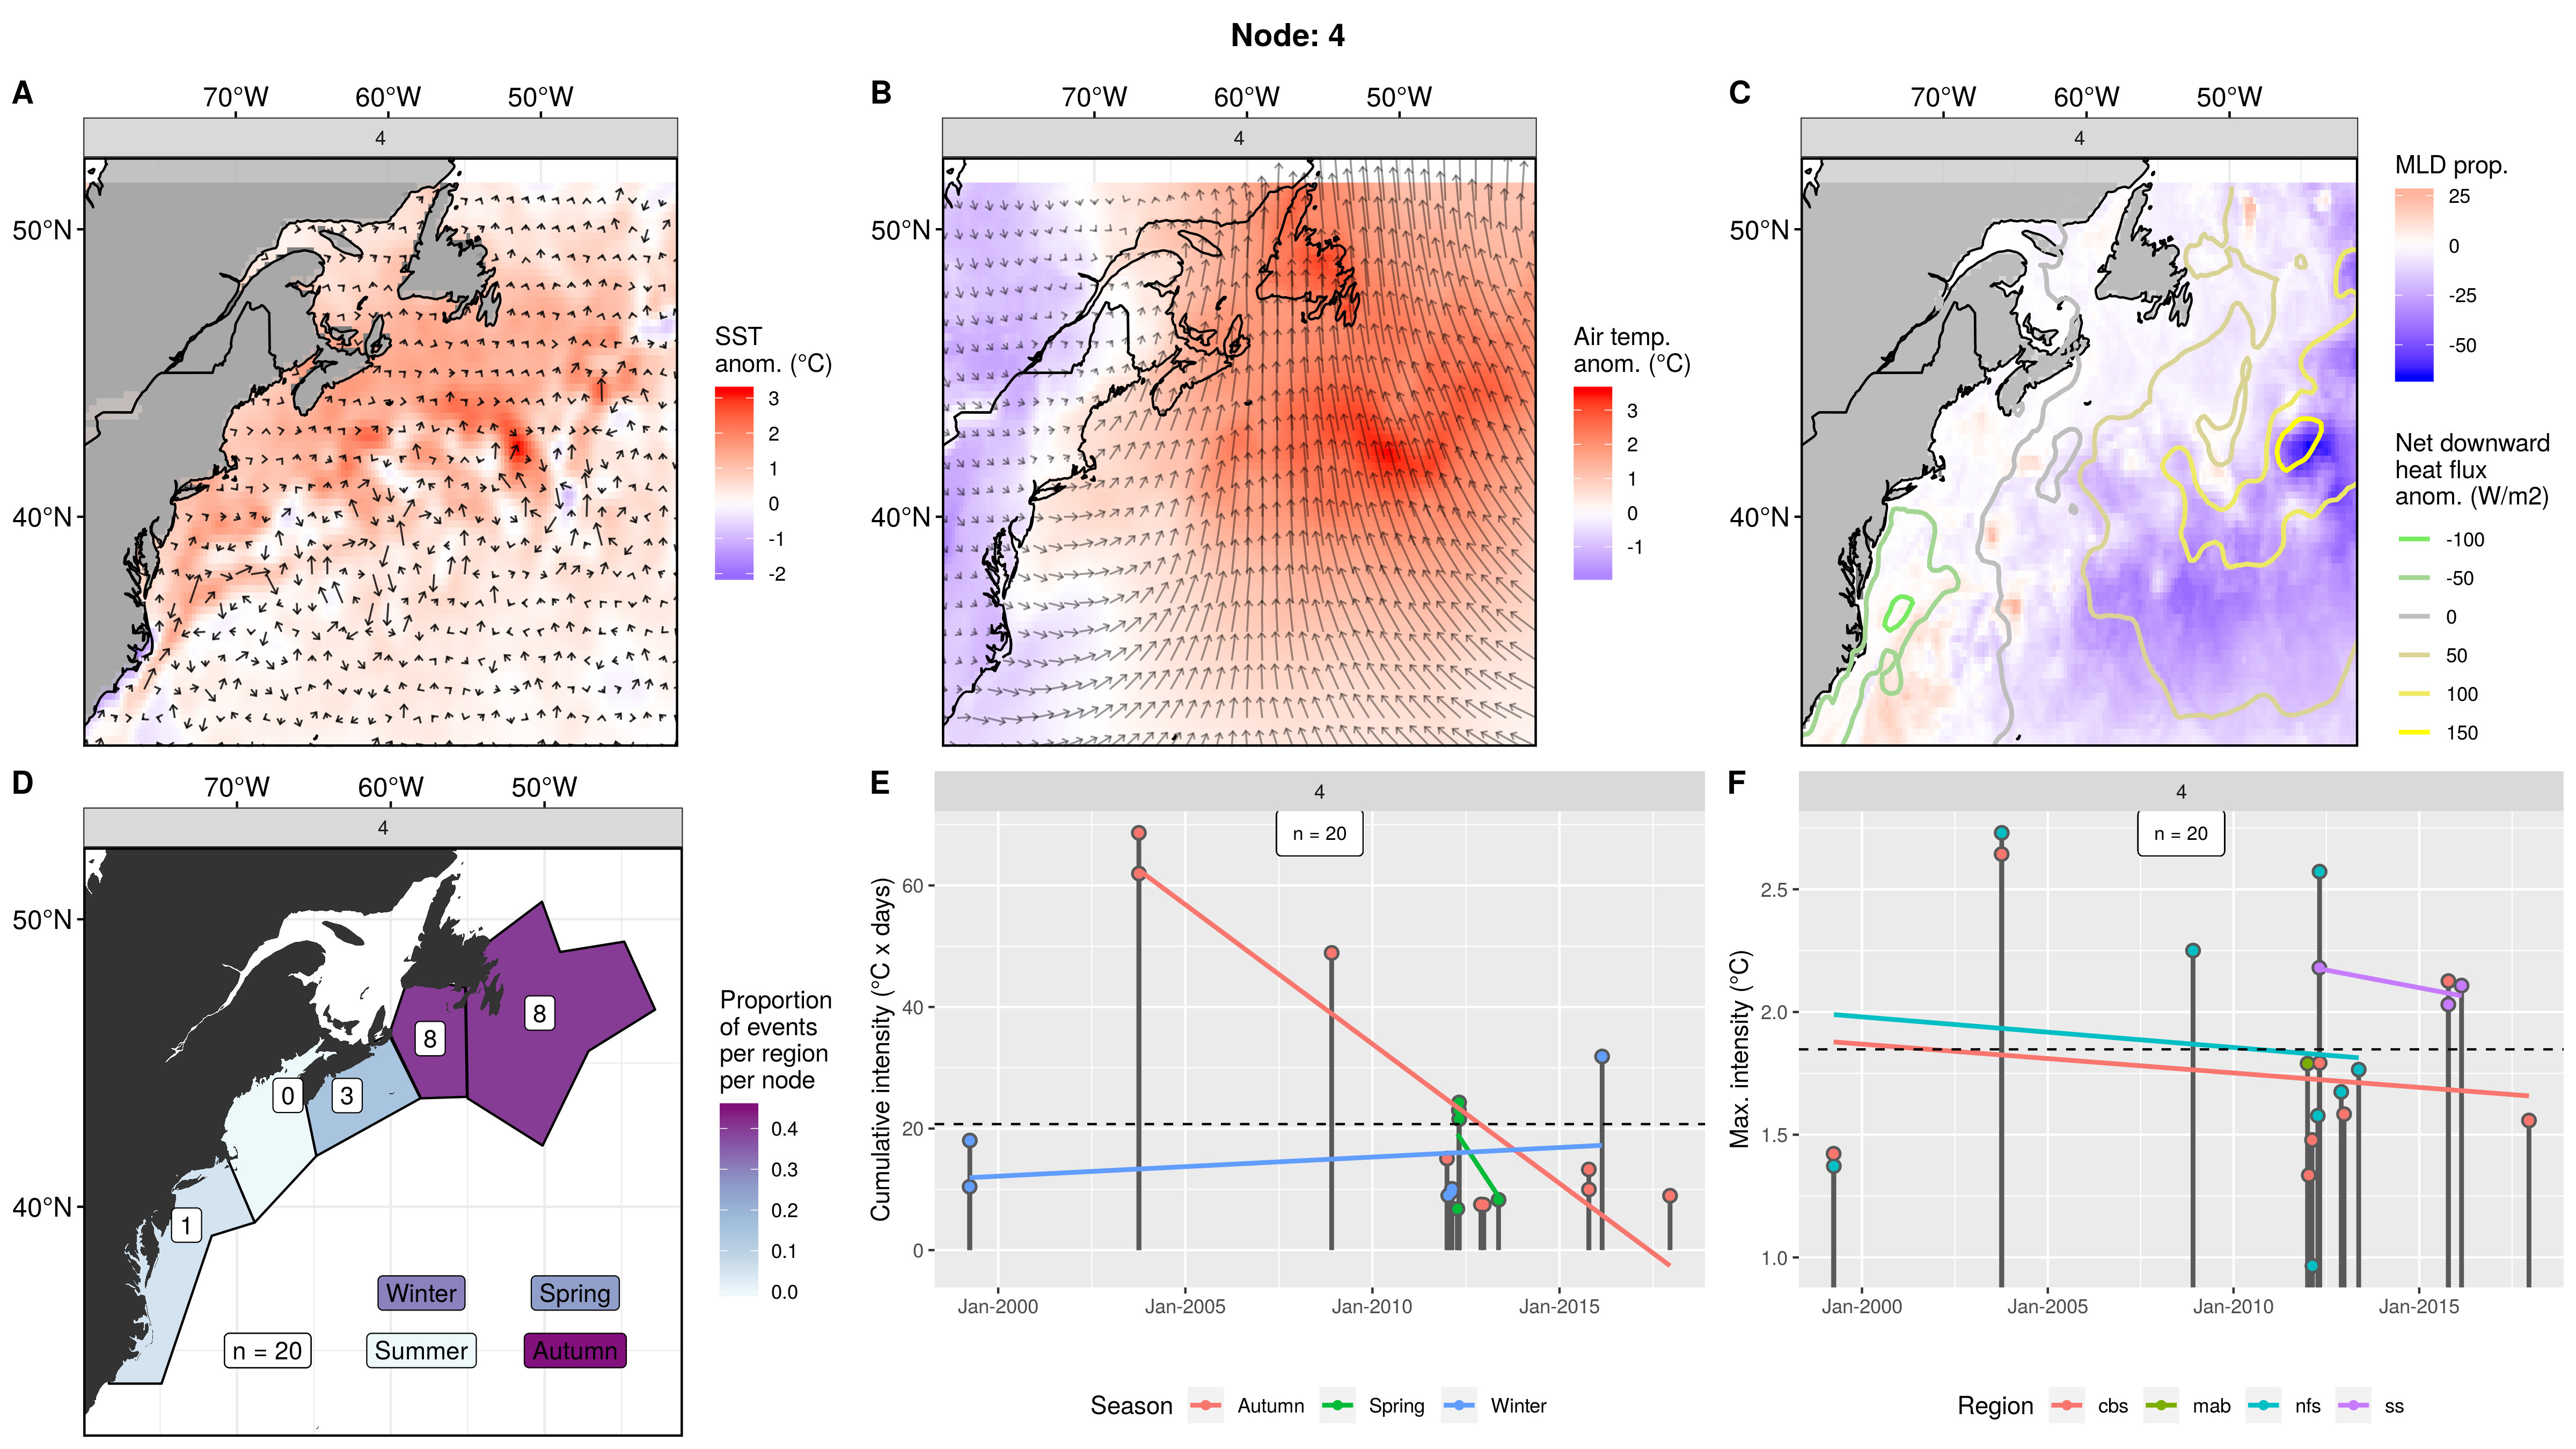 Node: 4
A
70°W 60°W 50°W
4
50°N
40°N
SST
anom. (°C)
3
2
1
0
-1
-2
B
70°W 60°W 50°W
4
50°N
40°N
Air temp.
anom. (°C)
3
2
1
0
-1
C
70°W 60°W 50°W
4
50°N
40°N
MLD prop.
25
0
-25
-50
Net downward
heat flux
anom. (W/m2)
-100
-50
0
50
100
150
D
70°W 60°W 50°W
4
50°N
40°N
8
8
0
3
1
Winter Spring
n = 20 Summer Autumn
Proportion
of events
per region
per node
0.4
0.3
0.2
0.1
0.0
E
4
n = 20
Cumulative intensity (°C x days)
60
40
20
0
Jan-2000 Jan-2005 Jan-2010 Jan-2015
Season Autumn Spring Winter
F
4
n = 20
Max. intensity (°C)
2.5
2.0
1.5
1.0
Jan-2000 Jan-2005 Jan-2010 Jan-2015
Region cbs mab nfs ss